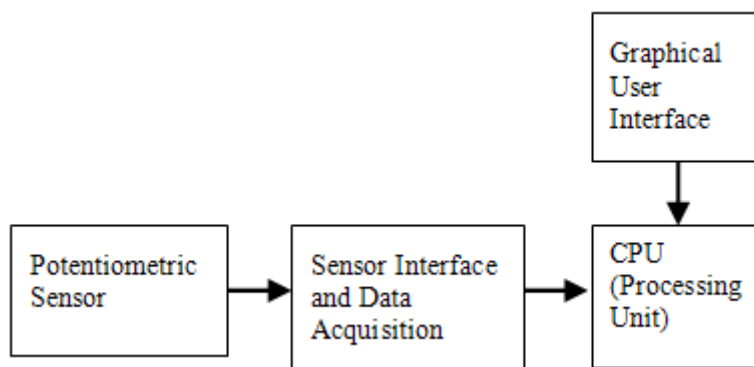 Graphical
User
Interface
Potentiometric
Sensor
Sensor Interface
and Data
Acquisition
CPU
(Processing
Unit)